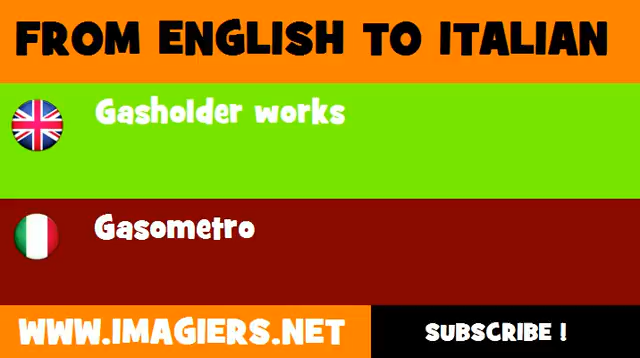 FROM ENGLISH TO ITALIAN
Gasholder works
Gasometro
WWW.IMAGIERS.NET
SUBSCRIBE !